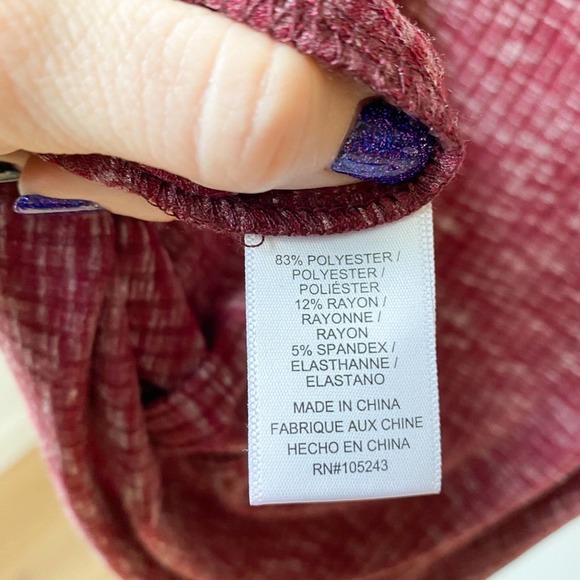 83% POLYESTER /
POLYESTER /
POLIÉSTER
12% RAYON /
RAYONNE /
RAYON
5% SPANDEX /
ELASTHANNE /
ELASTANO
MADE IN CHINA
FABRIQUE AUX CHINE
HECHO EN CHINA
RN#105243